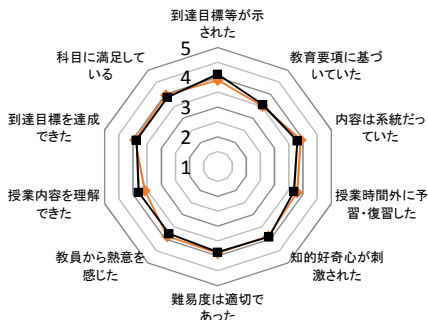 到達目標等が示
された
教育要項に基づ
いていた
内容は系統だっ
ていた
授業時間外に予
習・復習した
知的好奇心が刺
激された
難易度は適切で
あった
教員から熱意を
感じた
授業内容を理解
できた
到達目標を達成
できた
科目に満足して
いる
5
4
3
2
1